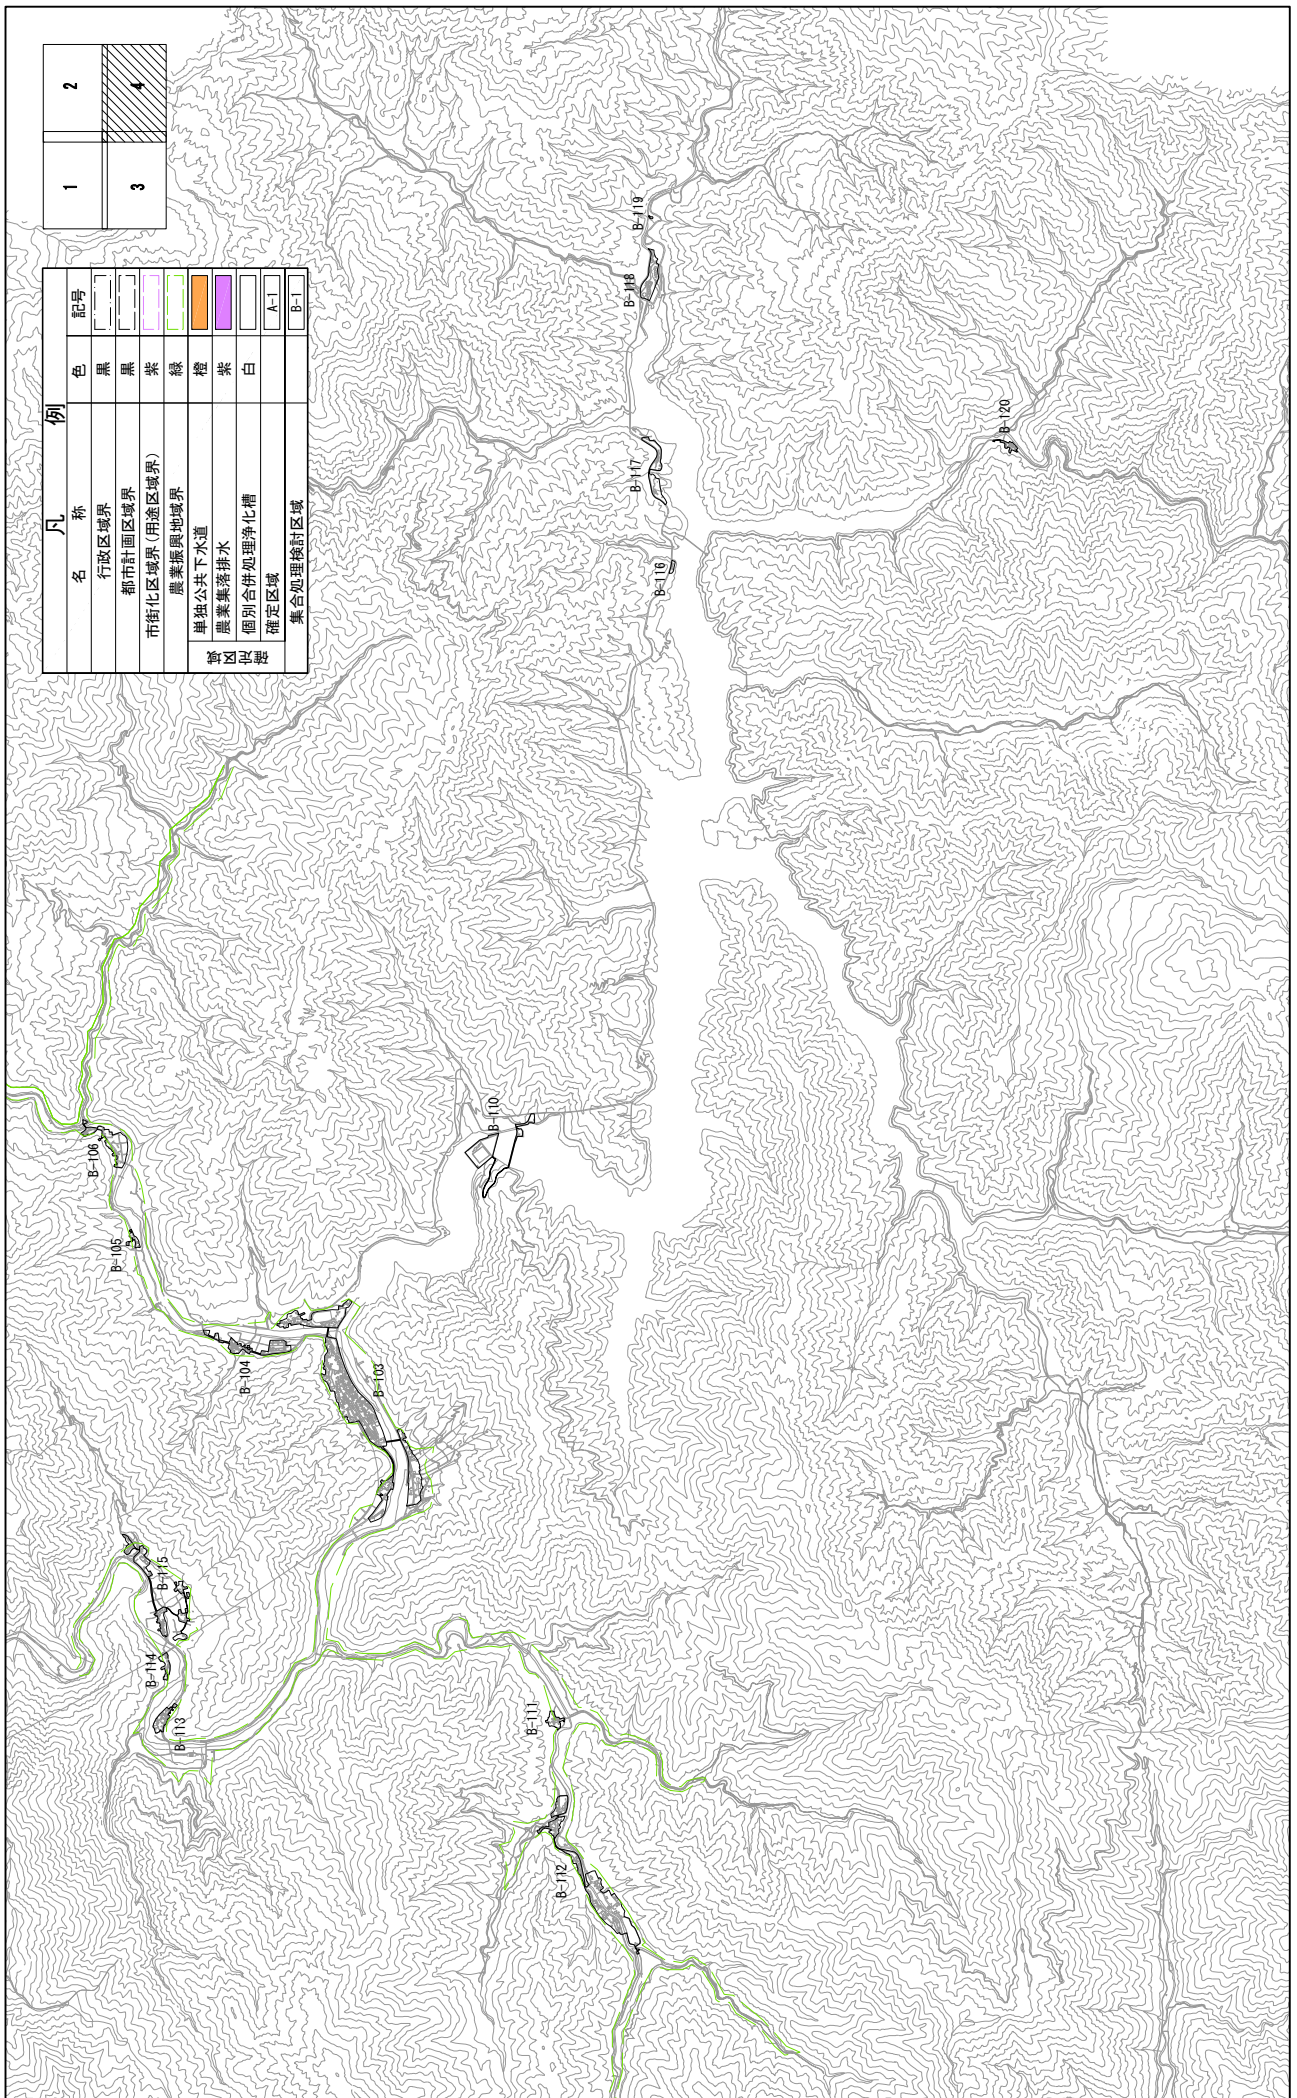 1
2
3
4
凡 例
名 称 色 記号
行政区域界 黒
都市計画区域界 黒
市街化区域界(用途区域界) 紫
農業振興地域界 緑
確定区域
単独公共下水道 橙
農業集落排水 紫
個別合併処理浄化槽 白
確定区域 A-1
集合処理検討区域 B-1
B-113
B-114
B-115
B-104
B-105
B-106
B-103
B-112
B-111
B-110
B-116
B-117
B-118
B-119
B-120